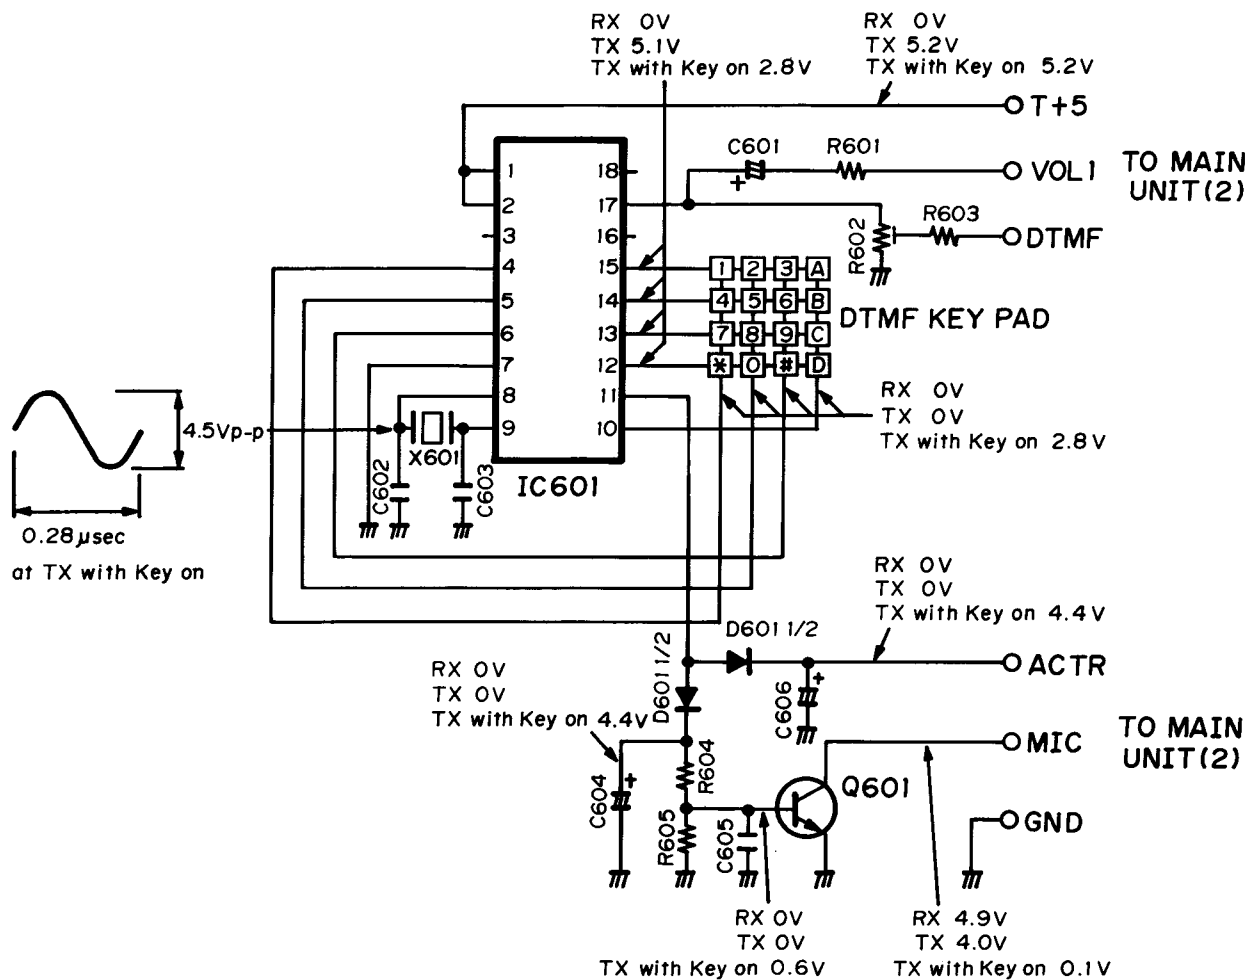 RX 0V
TX 5.1V
TX with Key on 2.8V
RX 0V
TX 5.2V
TX with Key on 5.2V
T+5
C601
R601
VOL1
TO MAIN
UNIT(2)
R602
R603
DTMF
1
2
3
4
5
6
7
8
9
18
17
16
15
14
13
12
11
10
IC601
1 2 3 A
4 5 6 B
7 8 9 C
* 0 # D
DTMF KEY PAD
RX 0V
TX 0V
TX with Key on 2.8V
4.5Vp-p
0.28μsec
at TX with Key on
X601
C602
C603
RX 0V
TX 0V
TX with Key on 4.4V
D601 1/2
D601 1/2
ACTR
C606
RX 0V
TX 0V
TX with Key on 4.4V
MIC
TO MAIN
UNIT(2)
C604
R604
R605
C605
Q601
GND
RX 0V
TX 0V
TX with Key on 0.6V
RX 4.9V
TX 4.0V
TX with Key on 0.1V